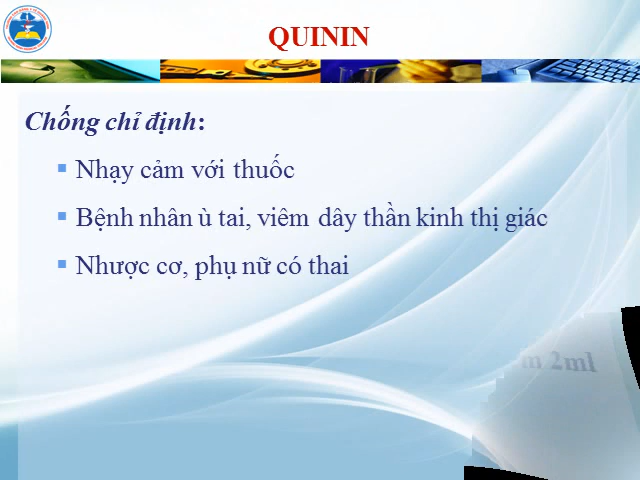 QUININ
Chống chỉ định:
Nhạy cảm với thuốc
Bệnh nhân ù tai, viêm dây thần kinh thị giác
Nhược cơ, phụ nữ có thai
2ml